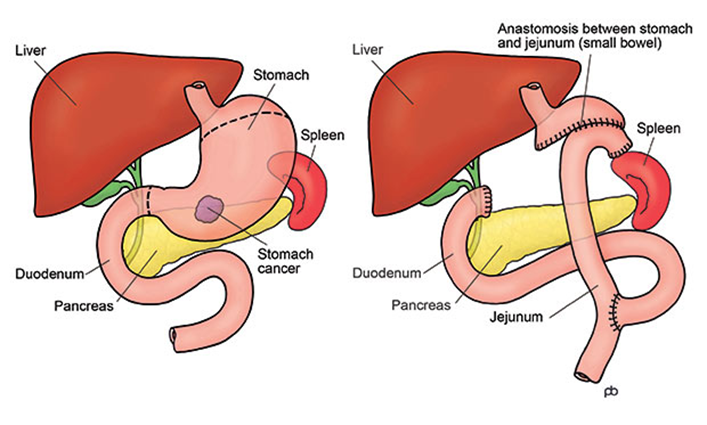 Liver
Stomach
Spleen
Stomach
cancer
Duodenum
Pancreas
Anastomosis between stomach
and jejunum (small bowel)
Liver
Spleen
Duodenum
Pancreas
Jejunum
pb